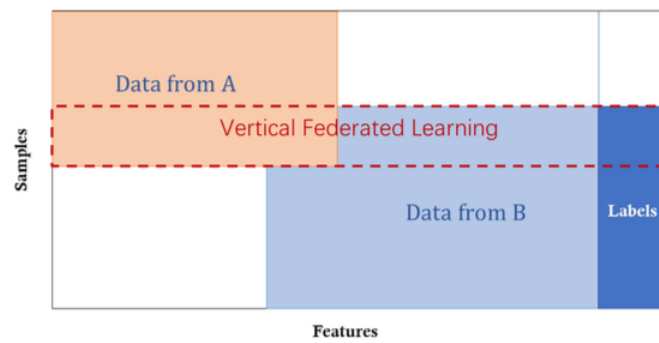 Data from A
Vertical Federated Learning
Samples
Data from B
Labels
Features